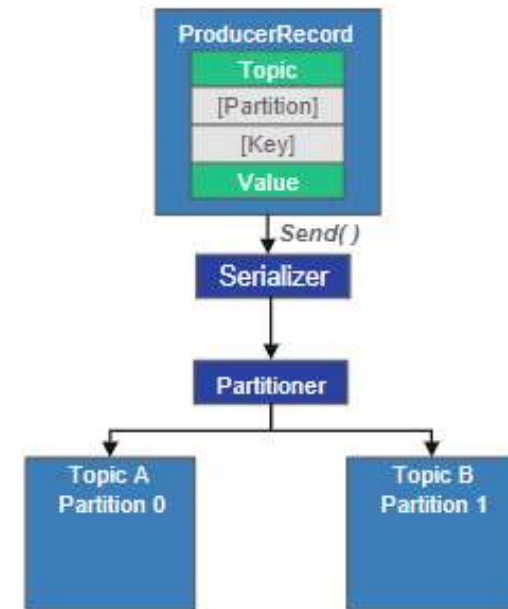 ProducerRecord
Topic
[Partition]
[Key]
Value
Send( )
Serializer
Partitioner
Topic A
Partition 0
Topic B
Partition 1